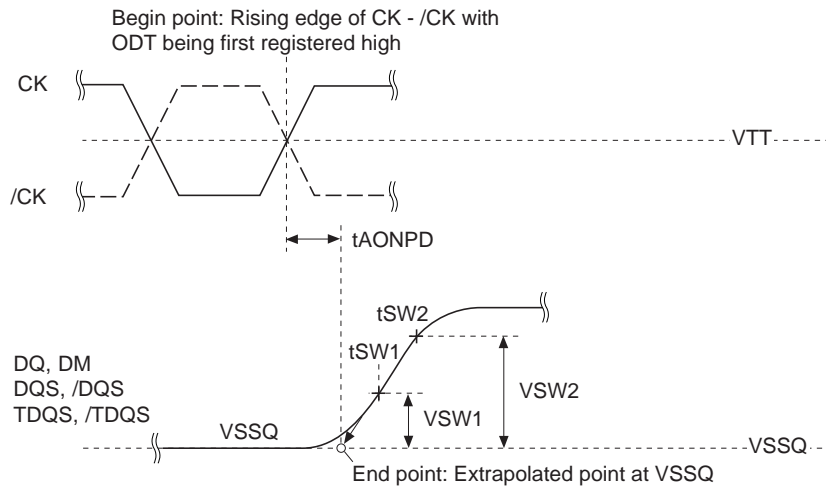 Begin point: Rising edge of CK - /CK with
ODT being first registered high
CK
VTT
/CK
tAONPD
tSW2
tSW1
DQ, DM
DQS, /DQS
TDQS, /TDQS
VSW2
VSW1
VSSQ
VSSQ
End point: Extrapolated point at VSSQ